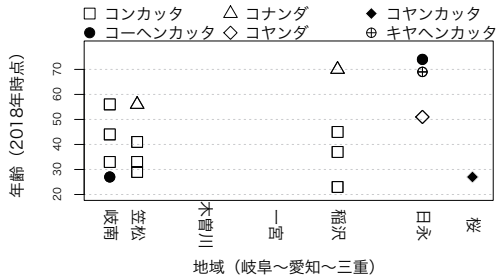 コンカッタ コナンダ コヤンカッタ
コーヘンカッタ コヤンダ キヤヘンカッタ
年齢（2018年時点）
70
60
50
40
30
20
岐南 笠松 木曽川 一宮 稲沢 日永 桜
地域（岐阜～愛知～三重）